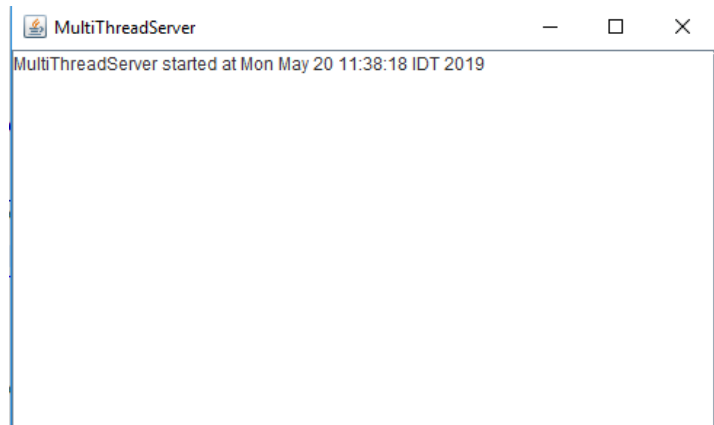 MultiThreadServer
MultiThreadServer started at Mon May 20 11:38:18 IDT 2019